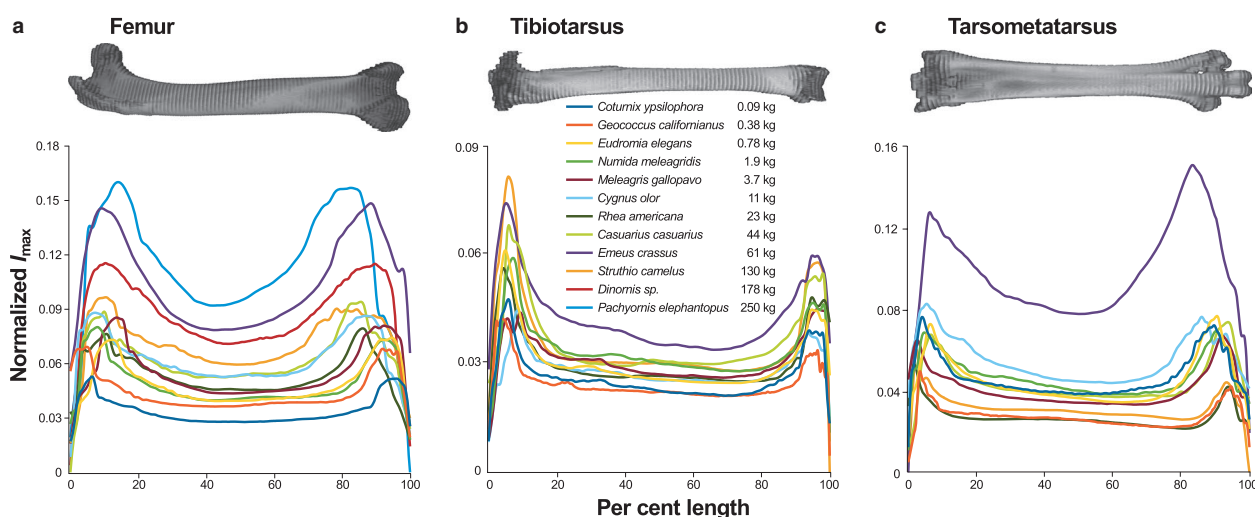 a Femur
b Tibiotarsus
c Tarsometatarsus
Coturnix ypsilophora 0.09 kg
Geococcus californianus 0.38 kg
Eudromia elegans 0.78 kg
Numida meleagridis 1.9 kg
Meleagris gallopavo 3.7 kg
Cygnus olor 11 kg
Rhea americana 23 kg
Casuarius casuarius 44 kg
Emeus crassus 61 kg
Struthio camelus 130 kg
Dinornis sp. 178 kg
Pachyornis elephantopus 250 kg
Normalized Imax
0.18
0.15
0.12
0.09
0.06
0.03
0
0 20 40 60 80 100
0.09
0.06
0.03
0
0 20 40 60 80 100
0.16
0.12
0.08
0.04
0
0 20 40 60 80 100
Per cent length